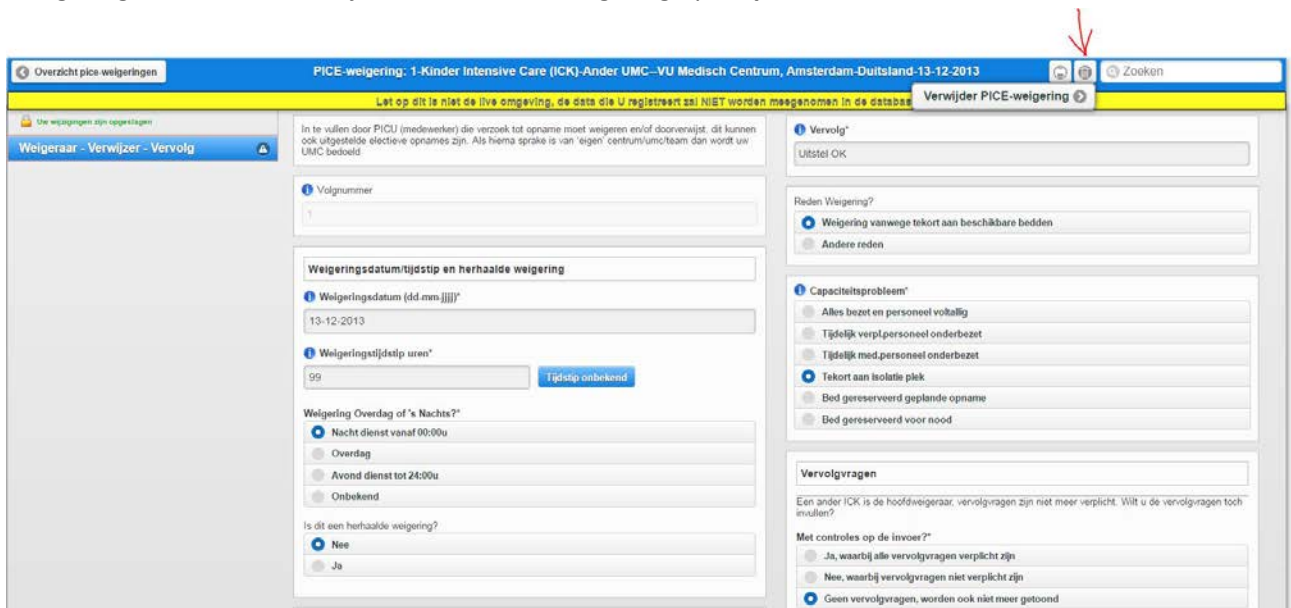 Overzicht pice-weigeringen
PICE-weigering: 1-Kinder Intensive Care (ICK)-Ander UMC--VU Medisch Centrum, Amsterdam-Duitsland-13-12-2013
Zoeken
Let op dit is niet de live omgeving, de data die U registreert zal NIET worden meegenomen in de databas
Verwijder PICE-weigering
Uw wijzigingen zijn opgeslagen
Weigeraar - Verwijzer - Vervolg
In te vullen door PICU (medewerker) die verzoek tot opname moet weigeren en/of doorverwijst, dit kunnen
ook uitgestelde electieve opnames zijn. Als hierna sprake is van 'eigen' centrum/umc/team dan wordt uw
UMC bedoeld
Volgnummer
1
Weigeringsdatum/tijdstip en herhaalde weigering
Weigeringsdatum (dd-mm-jjjj)*
13-12-2013
Weigeringstijdstip uren*
99
Tijdstip onbekend
Weigering Overdag of 's Nachts?*
Nacht dienst vanaf 00:00u
Overdag
Avond dienst tot 24:00u
Onbekend
Is dit een herhaalde weigering?
Nee
Ja
Vervolg*
Uitstel OK
Reden Weigering?
Weigering vanwege tekort aan beschikbare bedden
Andere reden
Capaciteitsprobleem*
Alles bezet en personeel voltallig
Tijdelijk verpl.personeel onderbezet
Tijdelijk med.personeel onderbezet
Tekort aan isolatie plek
Bed gereserveerd geplande opname
Bed gereserveerd voor nood
Vervolgvragen
Een ander ICK is de hoofdweigeraar, vervolgvragen zijn niet meer verplicht. Wilt u de vervolgvragen toch
invullen?
Met controles op de invoer?*
Ja, waarbij alle vervolgvragen verplicht zijn
Nee, waarbij vervolgvragen niet verplicht zijn
Geen vervolgvragen, worden ook niet meer getoond